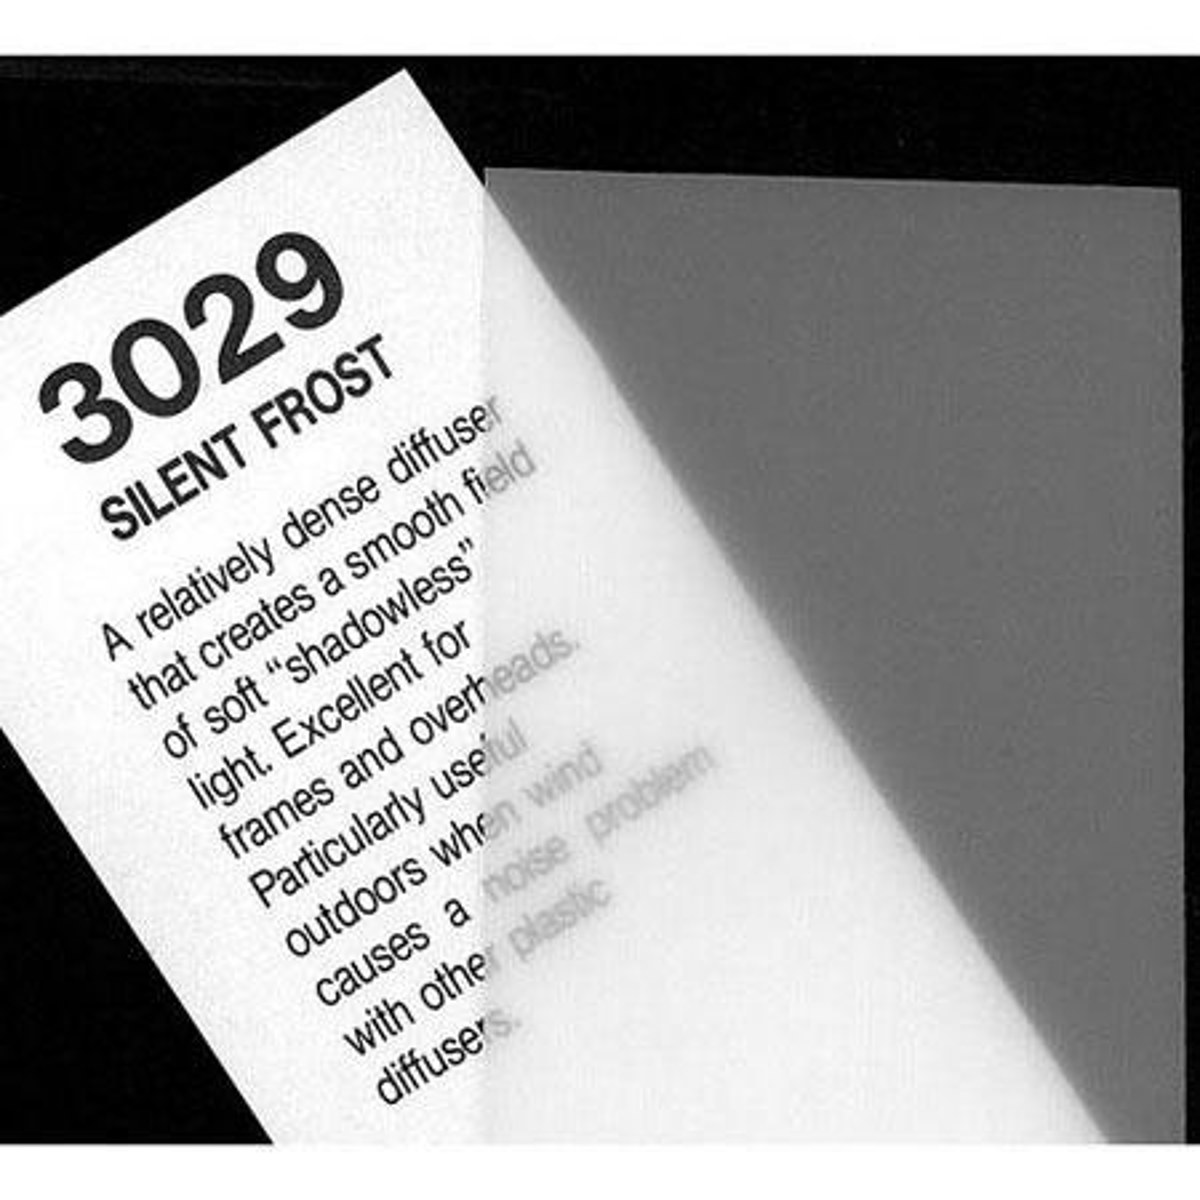 3029
SILENT FROST
A relatively dense diffuser
that creates a smooth field
of soft “shadowless”
light. Excellent for
frames and overheads.
Particularly useful
outdoors when wind
causes a noise problem
with other plastic
diffusers.